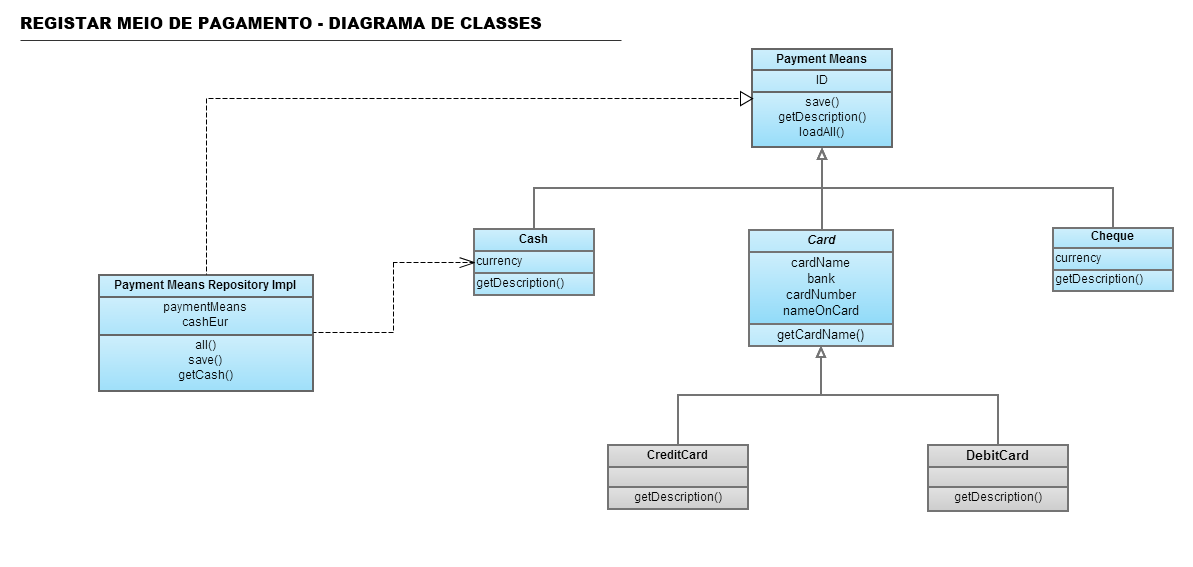 REGISTAR MEIO DE PAGAMENTO - DIAGRAMA DE CLASSES
Payment Means
ID
save()
getDescription()
loadAll()
Cash
currency
getDescription()
Card
cardName
bank
cardNumber
nameOnCard
getCardName()
Cheque
currency
getDescription()
Payment Means Repository Impl
paymentMeans
cashEur
all()
save()
getCash()
CreditCard
getDescription()
DebitCard
getDescription()